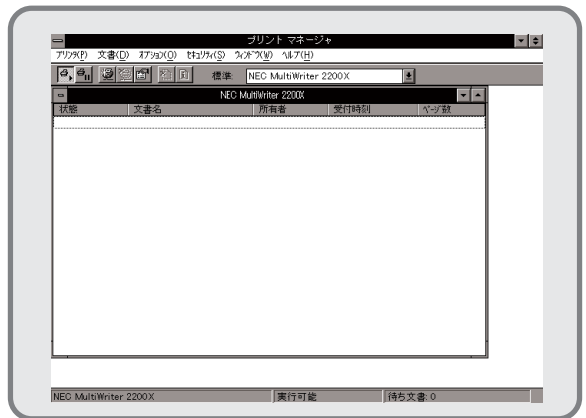 プリント マネージャ
プリンタ(P) 文書(D) オプション(O) セキュリティ(S) ウィンドウ(W) ヘルプ(H)
標準: NEC MultiWriter 2200X
NEC MultiWriter 2200X
状態 文書名 所有者 受付時刻 ページ数
NEC MultiWriter 2200X 実行可能 待ち文書: 0